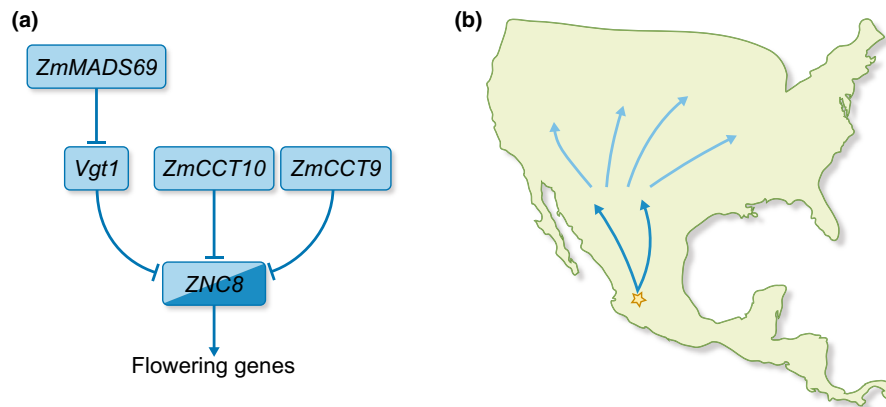 (a)
ZmMADS69
Vgt1
ZmCCT10
ZmCCT9
ZNC8
Flowering genes
(b)